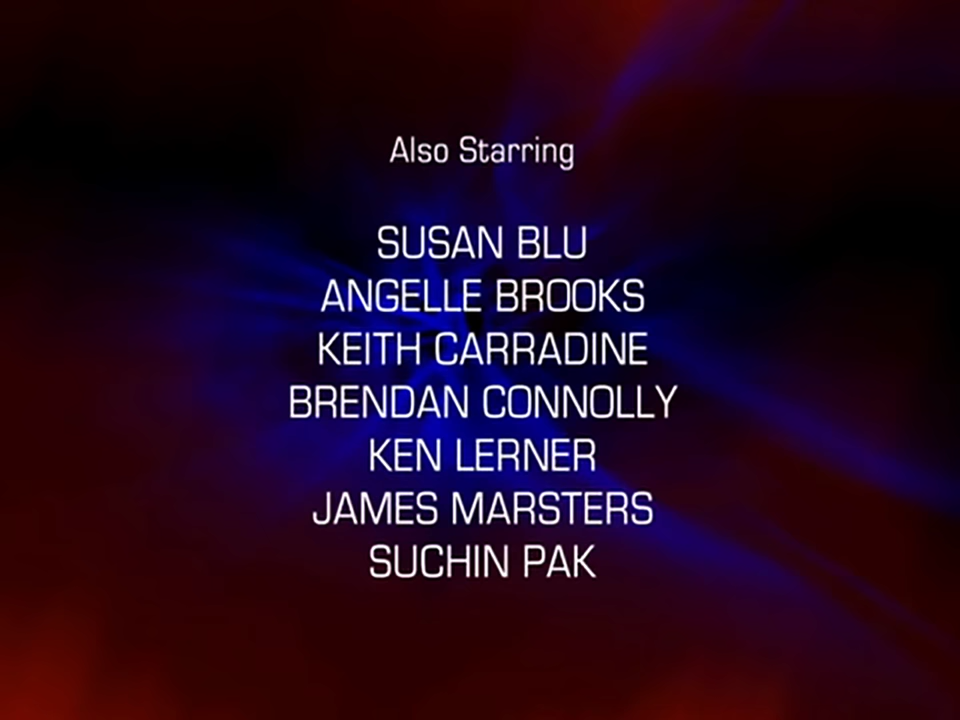 Also Starring
SUSAN BLU
ANGELLE BROOKS
KEITH CARRADINE
BRENDAN CONNOLLY
KEN LERNER
JAMES MARSTERS
SUCHIN PAK